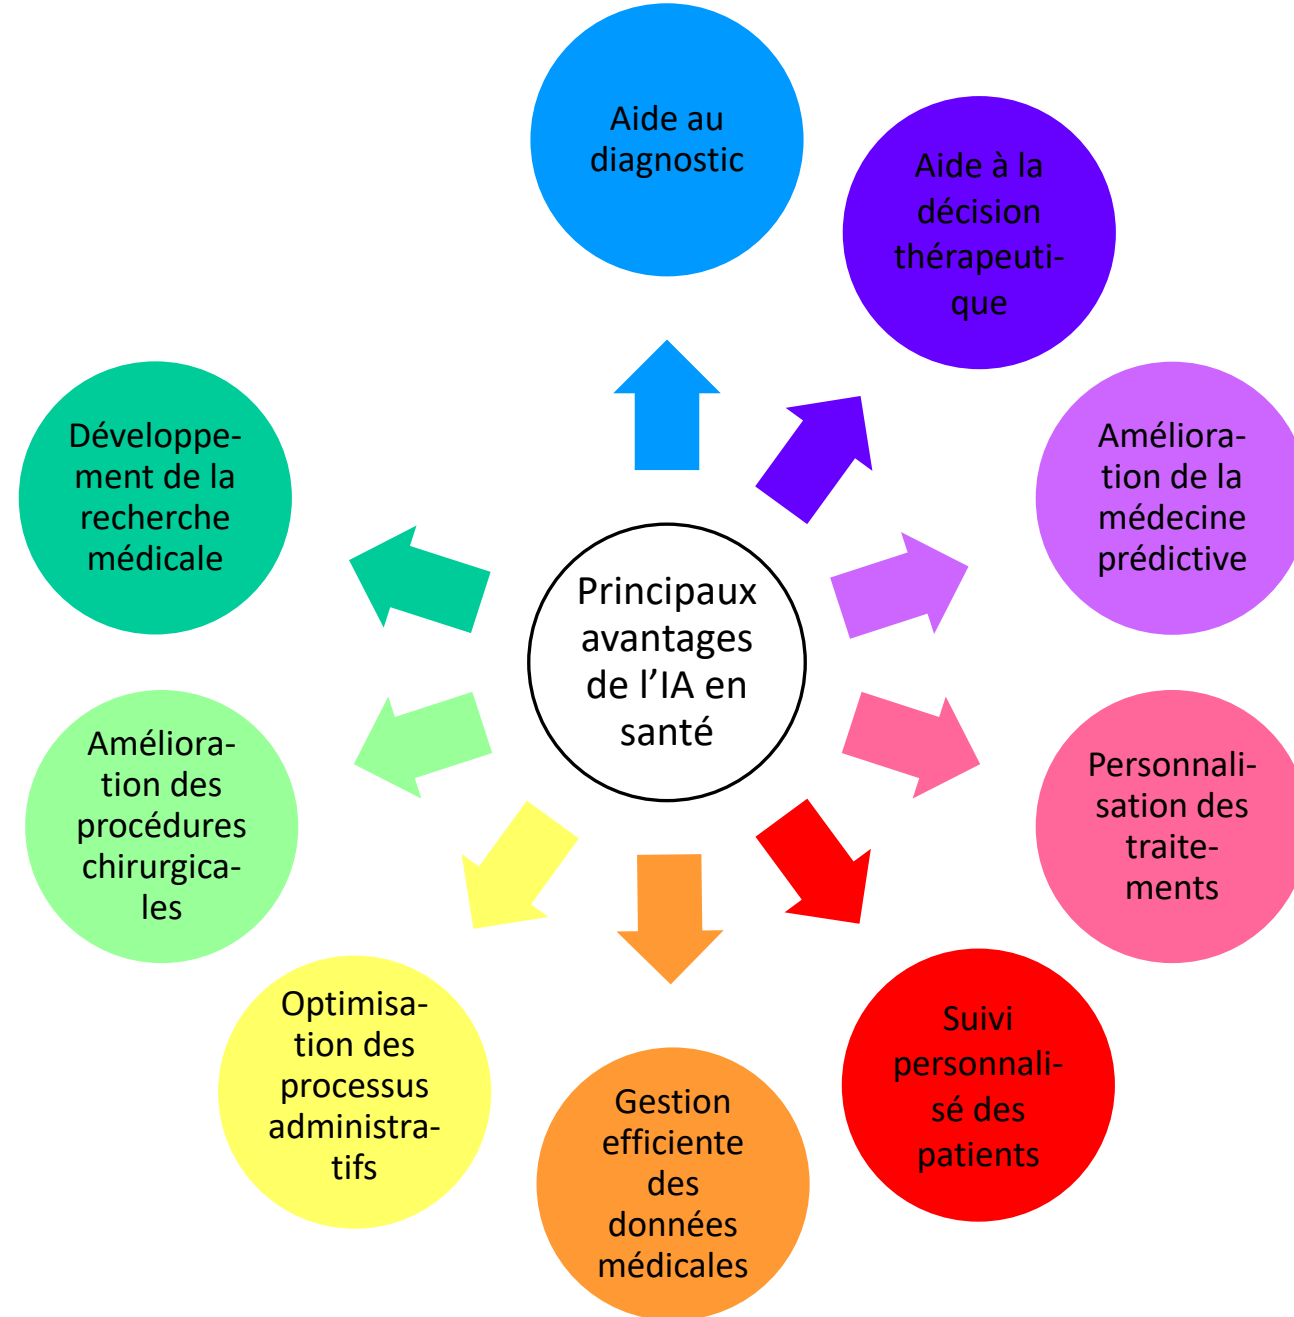 Aide au
diagnostic
Aide à la
décision
thérapeuti-
que
Améliora-
tion de la
médecine
prédictive
Personnali-
sation des
traite-
ments
Suivi
personnali-
sé des
patients
Gestion
efficiente
des
données
médicales
Optimisa-
tion des
processus
administra-
tifs
Améliora-
tion des
procédures
chirurgica-
les
Développe-
ment de la
recherche
médicale
Principaux
avantages
de l’IA en
santé